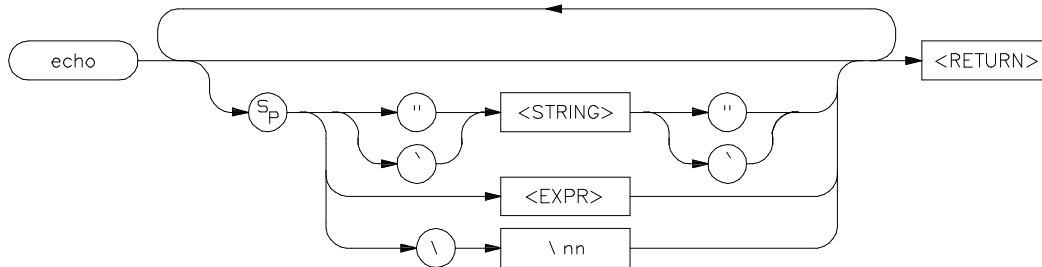 echo
<RETURN>
SP
"
<STRING>
"
`
`
<EXPR>
\
\nn